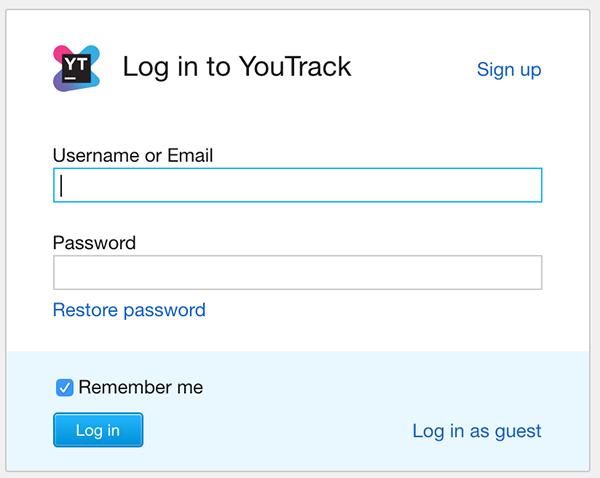 YT
Log in to YouTrack
Sign up
Username or Email
Password
Restore password
Remember me
Log in
Log in as guest